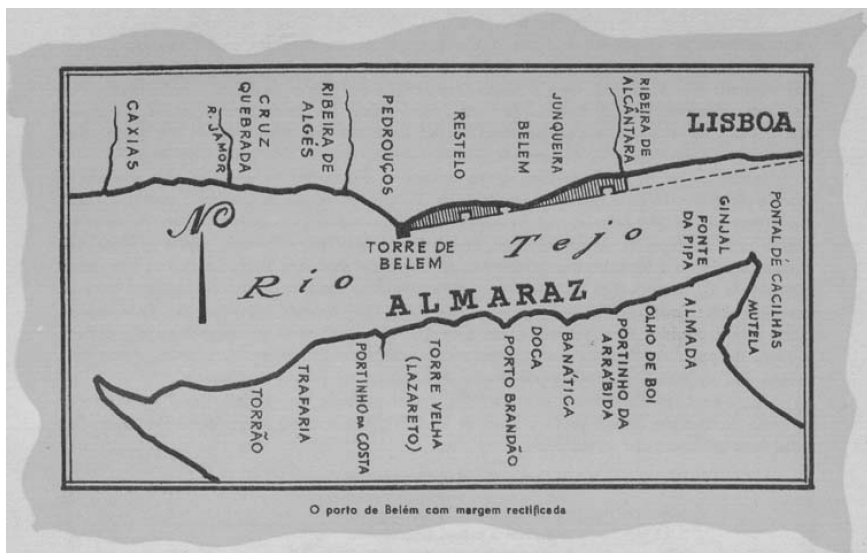 CAXIAS
R. JAMOR
CRUZ
QUEBRADA
RIBEIRA DE
ALGÉS
PEDROUÇOS
RESTELO
BELEM
JUNQUEIRA
RIBEIRA DE
ALCÂNTARA
LISBOA
TORRE DE
BELEM
Rio Tejo
ALMARAZ
TORRÃO
TRAFARIA
PORTINHO DA COSTA
TORRE VELHA
(LAZARETO)
PORTO BRANDÃO
DOCA
BANÁTICA
PORTINHO DA
ARRÁBIDA
OLHO DE BOI
ALMADA
FONTE
DA PIPA
GINJAL
PONTAL DE CACILHAS
MUTELA
O porto de Belém com margem rectificada